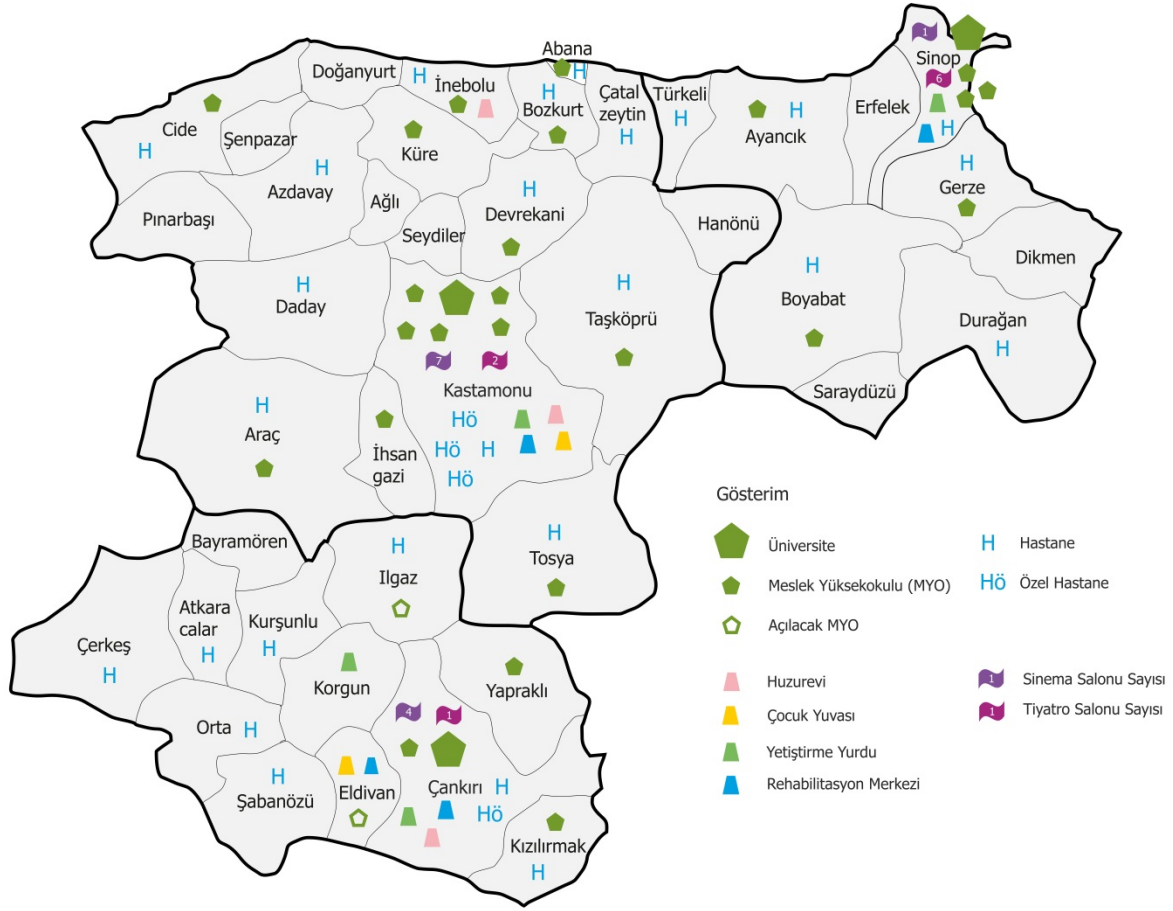 Abana
H
Doğanyurt
H
İnebolu
H
Bozkurt
Çatal
zeytin
H
Türkeli
H
Ayancık
H
Erfelek
1
Sinop
6
H
Cide
H
Şenpazar
Küre
H
Azdavay
Ağlı
Pınarbaşı
Seydiler
H
Devrekani
Hanönü
H
Gerze
Dikmen
H
Boyabat
Durağan
H
Saraydüzü
H
Daday
H
Taşköprü
7
2
Kastamonu
Hö
Hö
H
Hö
H
Araç
İhsan
gazi
H
Tosya
Bayramören
H
Ilgaz
Atkara
calar
H
Kurşunlu
H
Çerkeş
H
Korgun
Yapraklı
Orta
H
4
1
H
Şabanözü
Eldivan
Çankırı
H
Hö
Kızılırmak
H
Gösterim
Üniversite
Meslek Yüksekokulu (MYO)
Açılacak MYO
H Hastane
Hö Özel Hastane
Huzurevi
Çocuk Yuvası
Yetiştirme Yurdu
Rehabilitasyon Merkezi
1 Sinema Salonu Sayısı
1 Tiyatro Salonu Sayısı